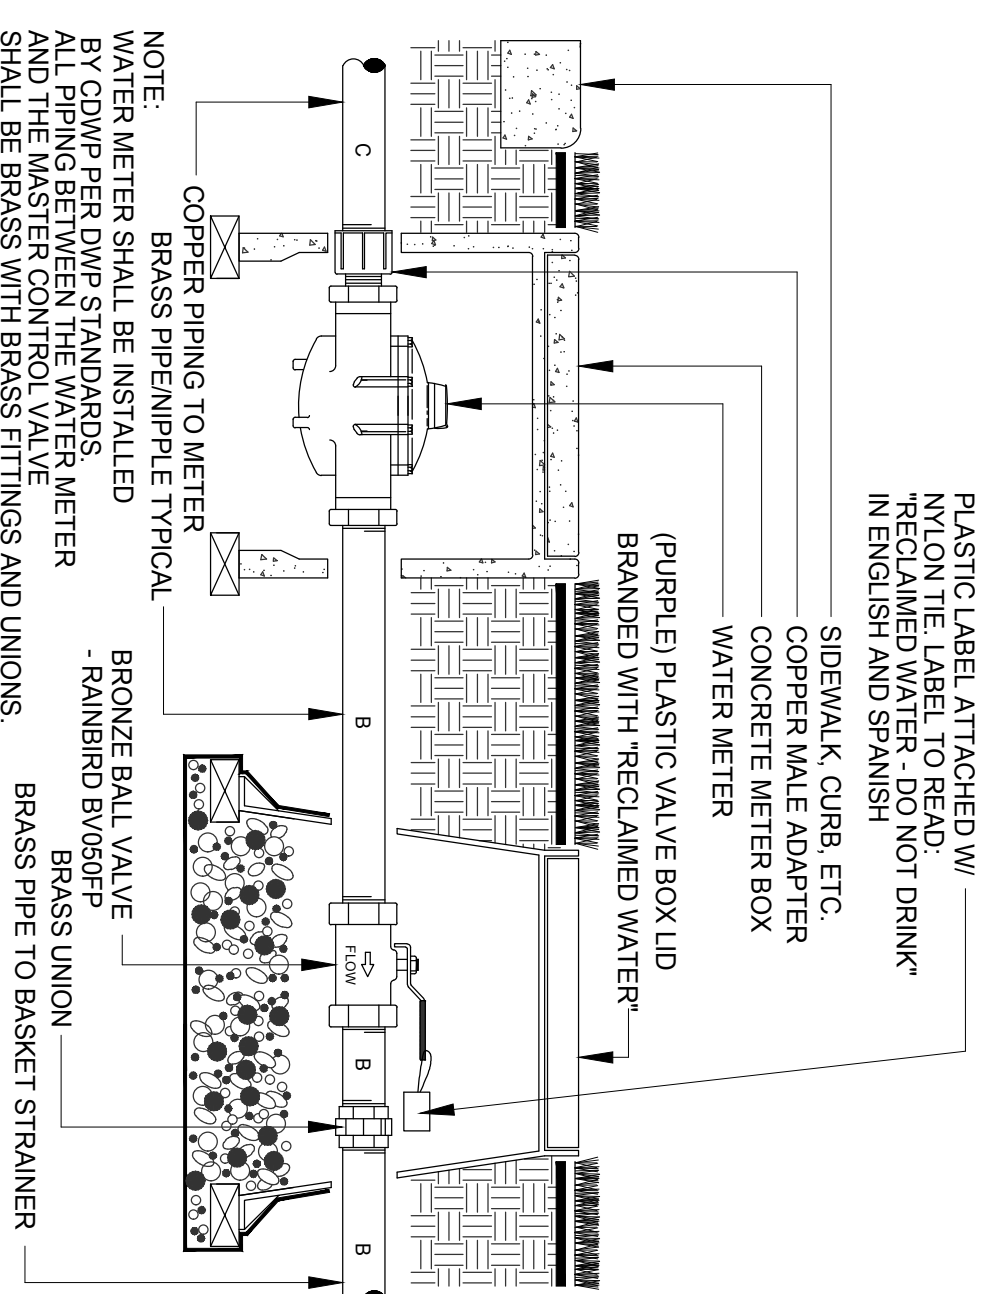 PLASTIC LABEL ATTACHED W/
NYLON TIE. LABEL TO READ:
"RECLAIMED WATER - DO NOT DRINK"
IN ENGLISH AND SPANISH
SIDEWALK, CURB, ETC.
COPPER MALE ADAPTER
CONCRETE METER BOX
WATER METER
(PURPLE) PLASTIC VALVE BOX LID
BRANDED WITH "RECLAIMED WATER"
C
B
FLOW
B
B
COPPER PIPING TO METER
BRASS PIPE/NIPPLE TYPICAL
NOTE:
WATER METER SHALL BE INSTALLED
BY CDWP PER DWP STANDARDS.
ALL PIPING BETWEEN THE WATER METER
AND THE MASTER CONTROL VALVE
SHALL BE BRASS WITH BRASS FITTINGS AND UNIONS.
BRONZE BALL VALVE
- RAINBIRD BV050FP
BRASS UNION
BRASS PIPE TO BASKET STRAINER